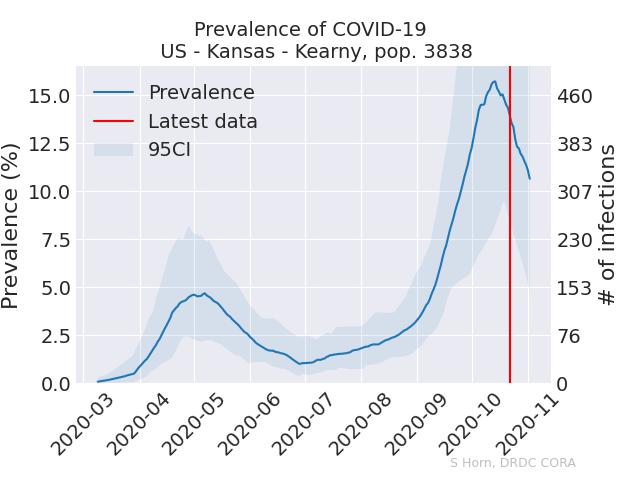 Prevalence of COVID-19
US - Kansas - Kearny, pop. 3838
Prevalence
Latest data
95CI
Prevalence (%)
15.0
12.5
10.0
7.5
5.0
2.5
0.0
460
383
307
230
153
76
0
# of infections
2020-03
2020-04
2020-05
2020-06
2020-07
2020-08
2020-09
2020-10
2020-11
S Horn, DRDC CORA